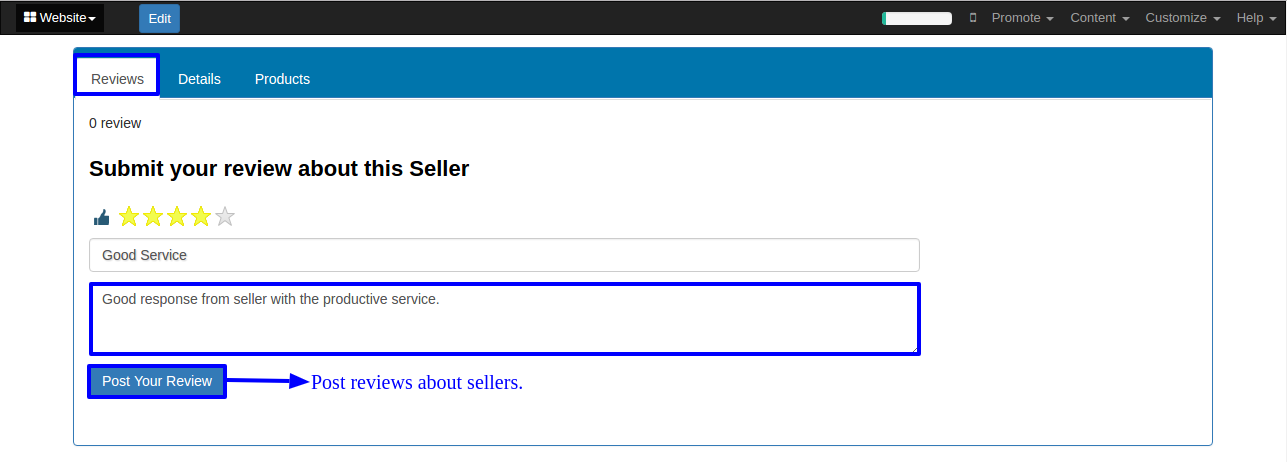 Website Edit Promote Content Customize Help
Reviews Details Products
0 review
Submit your review about this Seller
Good Service
Good response from seller with the productive service.
Post Your Review Post reviews about sellers.